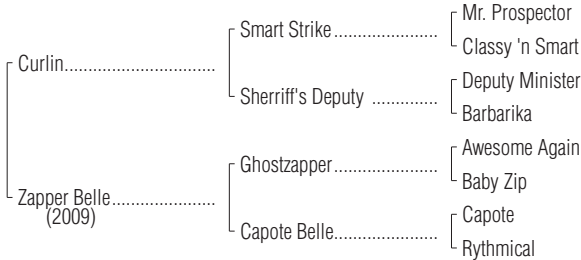 Mr. Prospector
Smart Strike......................
Classy 'n Smart
Curlin................................
Deputy Minister
Sherriff's Deputy ..............
Barbarika
Awesome Again
Ghostzapper......................
Baby Zip
Zapper Belle......................
(2009)
Capote
Capote Belle......................
Rythmical